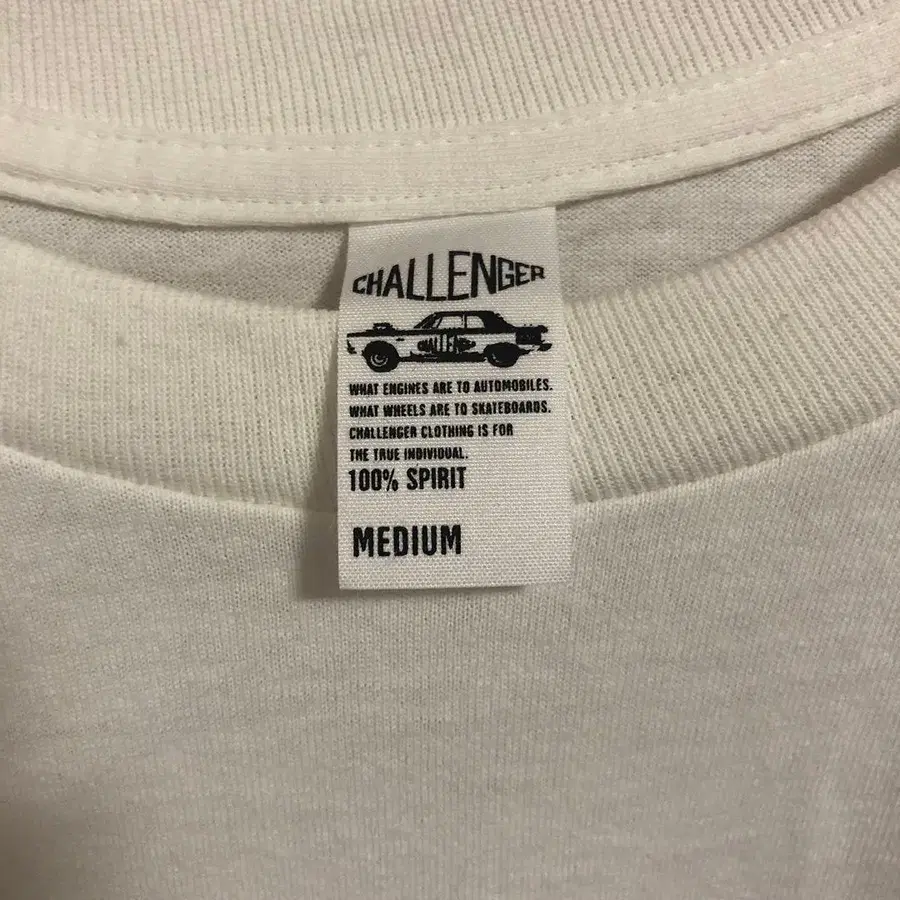 CHALLENGER
CHALLENGER
WHAT ENGINES ARE TO AUTOMOBILES.
WHAT WHEELS ARE TO SKATEBOARDS.
CHALLENGER CLOTHING IS FOR
THE TRUE INDIVIDUAL.
100% SPIRIT
MEDIUM